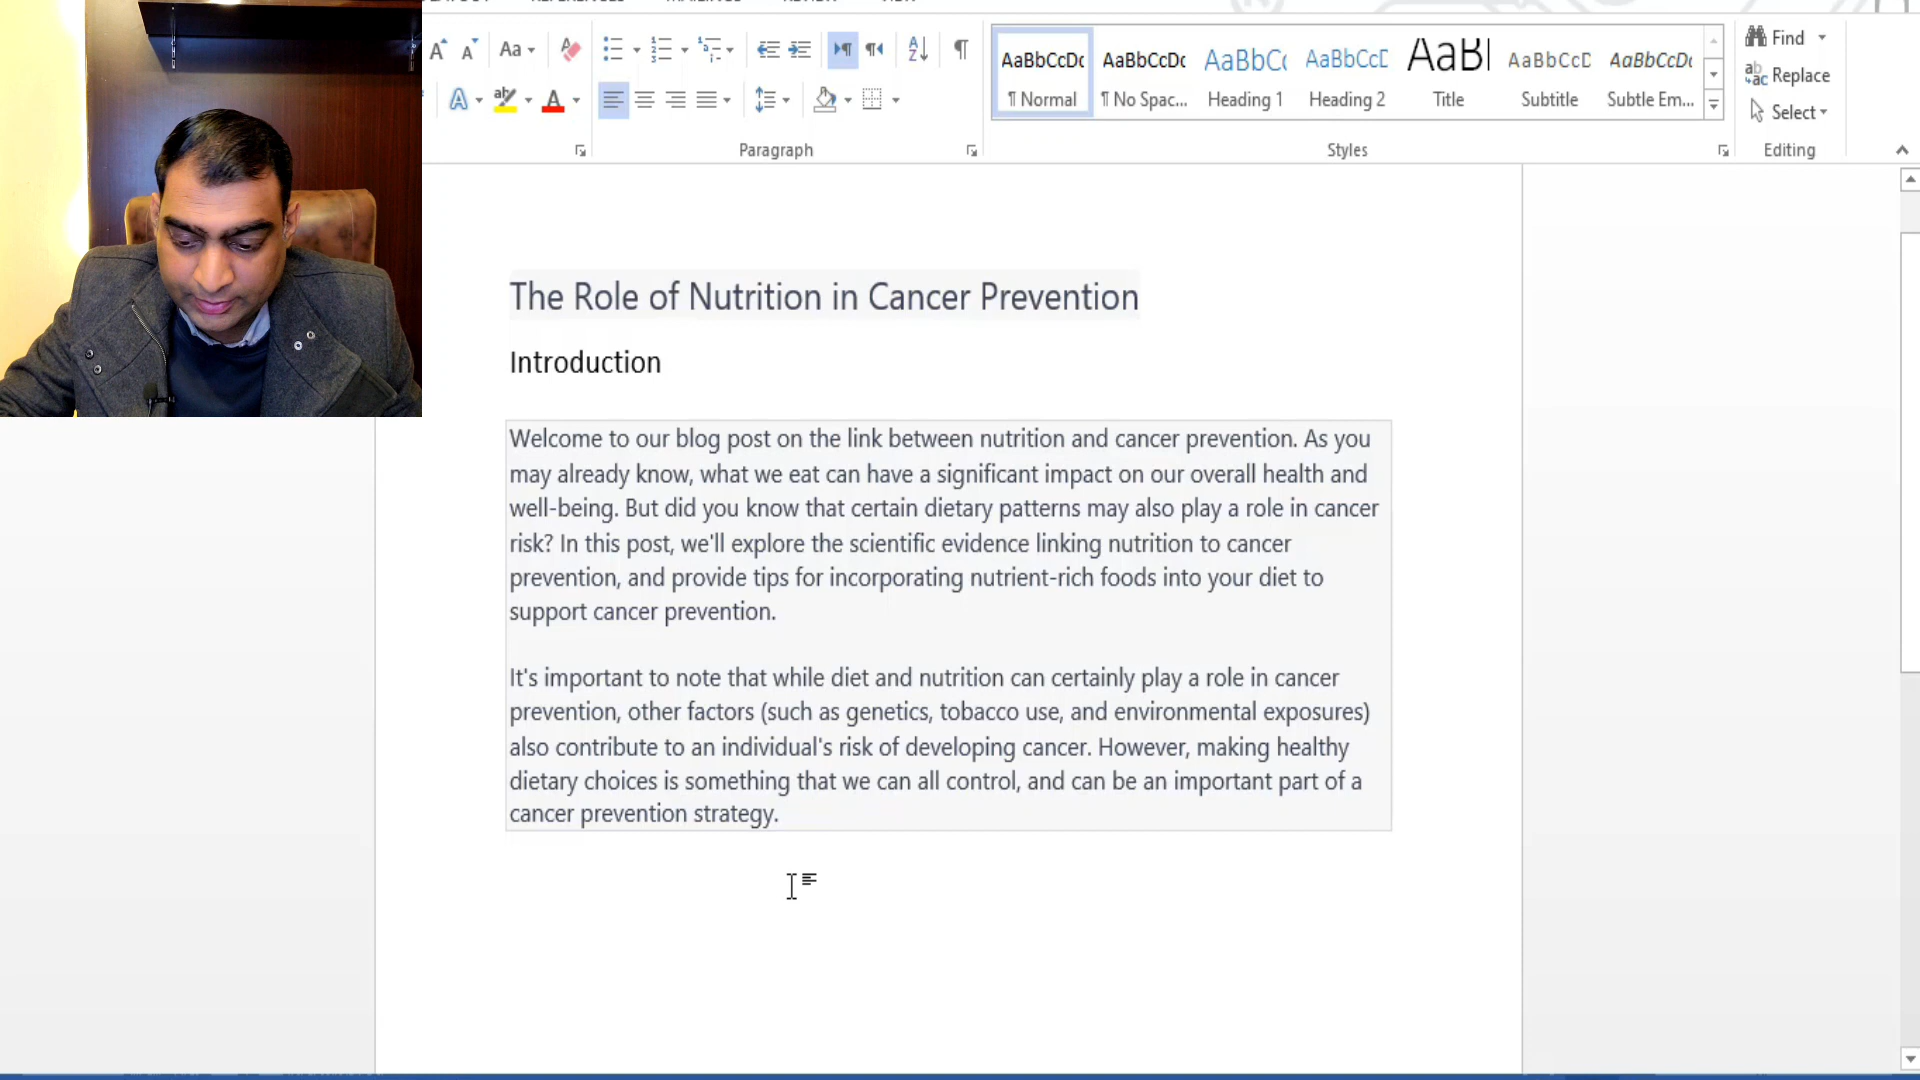 REFERENCES MAILINGS REVIEW VIEW
Aa
AaBbCcDc AaBbCcDc AaBbCc AaBbCcD AaBl AaBbCcD AaBbCcDc
¶ Normal ¶ No Spac... Heading 1 Heading 2 Title Subtitle Subtle Em...
Find
Replace
Select
Paragraph Styles Editing
The Role of Nutrition in Cancer Prevention
Introduction
Welcome to our blog post on the link between nutrition and cancer prevention. As you
may already know, what we eat can have a significant impact on our overall health and
well-being. But did you know that certain dietary patterns may also play a role in cancer
risk? In this post, we'll explore the scientific evidence linking nutrition to cancer
prevention, and provide tips for incorporating nutrient-rich foods into your diet to
support cancer prevention.
It's important to note that while diet and nutrition can certainly play a role in cancer
prevention, other factors (such as genetics, tobacco use, and environmental exposures)
also contribute to an individual's risk of developing cancer. However, making healthy
dietary choices is something that we can all control, and can be an important part of a
cancer prevention strategy.